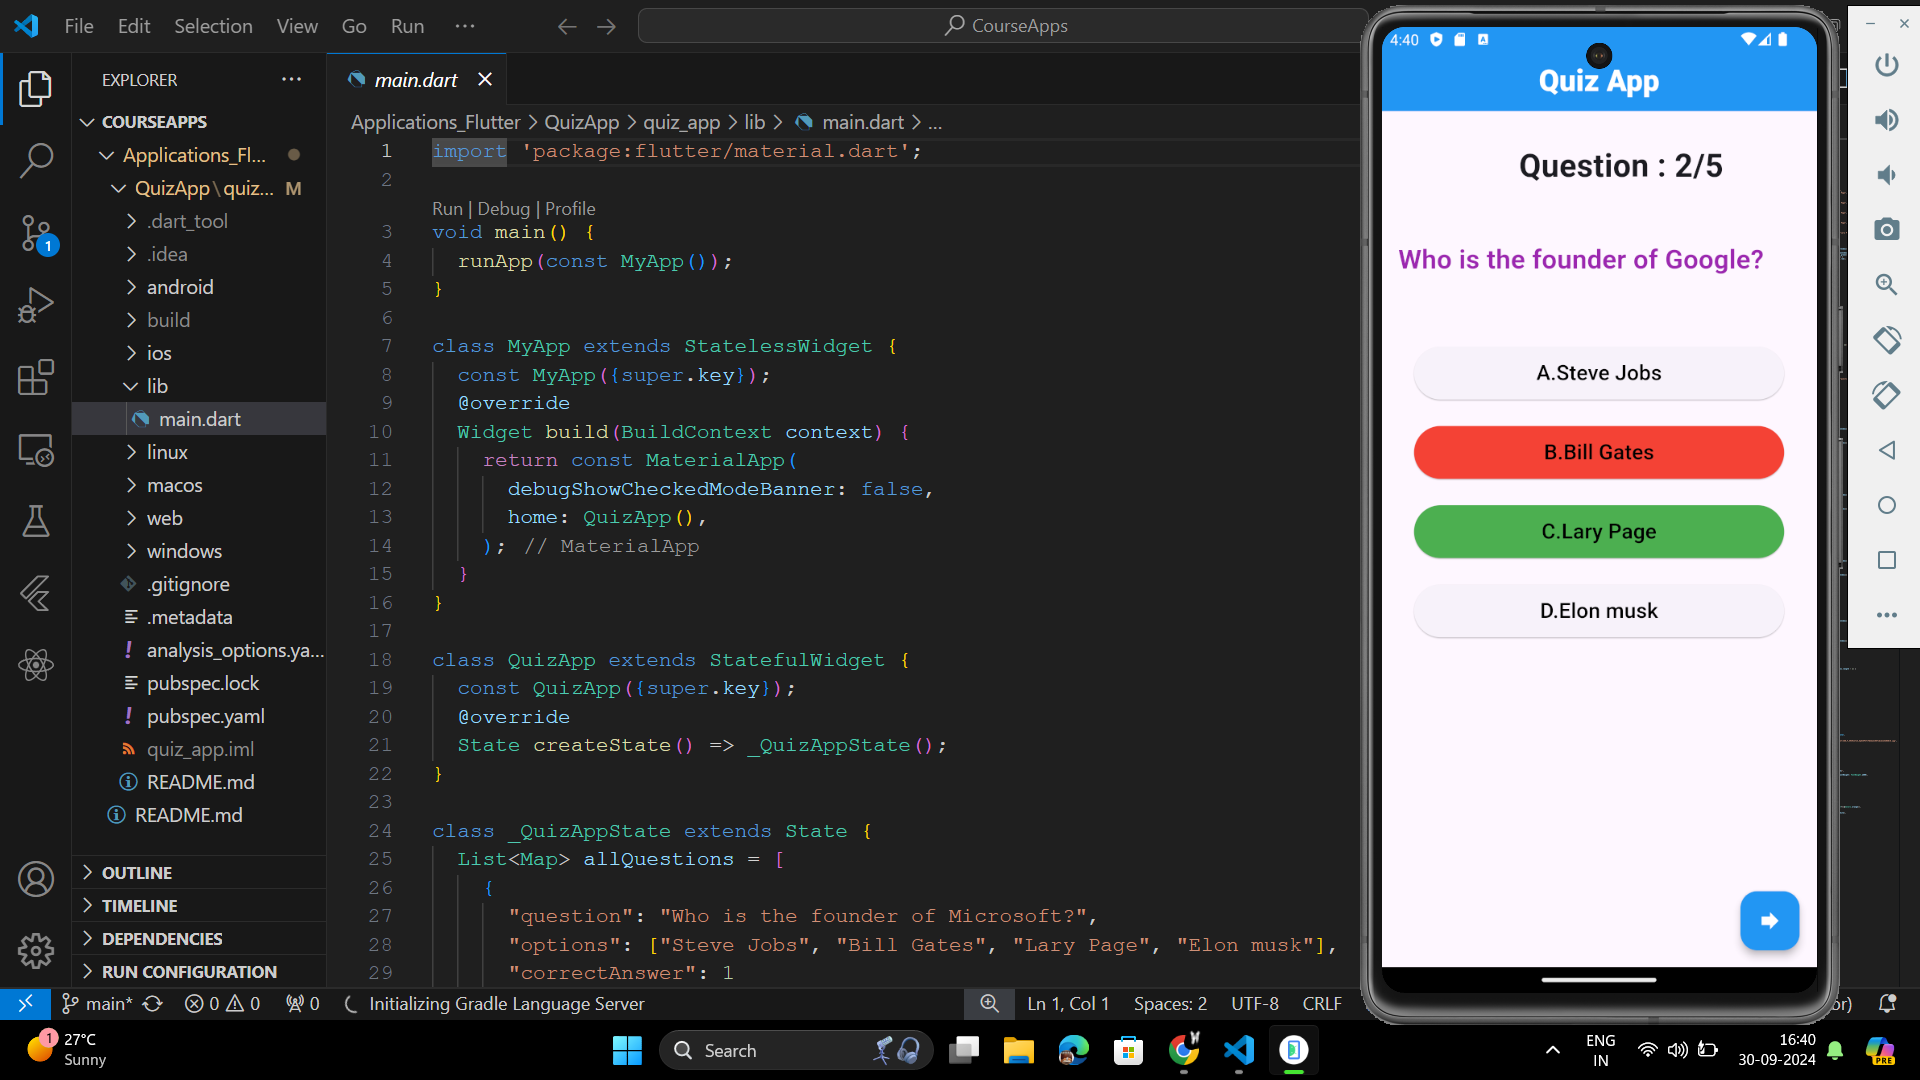 File Edit Selection View Go Run ···
CourseApps
EXPLORER
COURSEAPPS
Applications_Fl...
QuizApp\quiz... M
.dart_tool
.idea
android
build
ios
lib
main.dart
linux
macos
web
windows
.gitignore
.metadata
analysis_options.ya...
pubspec.lock
pubspec.yaml
quiz_app.iml
README.md
README.md
OUTLINE
TIMELINE
DEPENDENCIES
RUN CONFIGURATION
1
main.dart
Applications_Flutter > QuizApp > quiz_app > lib > main.dart > ...
1 import 'package:flutter/material.dart';
2
Run | Debug | Profile
3 void main() {
4 runApp(const MyApp());
5 }
6
7 class MyApp extends StatelessWidget {
8 const MyApp({super.key});
9 @override
10 Widget build(BuildContext context) {
11 return const MaterialApp(
12 debugShowCheckedModeBanner: false,
13 home: QuizApp(),
14 ); // MaterialApp
15 }
16 }
17
18 class QuizApp extends StatefulWidget {
19 const QuizApp({super.key});
20 @override
21 State createState() => _QuizAppState();
22 }
23
24 class _QuizAppState extends State {
25 List<Map> allQuestions = [
26 {
27 "question": "Who is the founder of Microsoft?",
28 "options": ["Steve Jobs", "Bill Gates", "Lary Page", "Elon musk"],
29 "correctAnswer": 1
4:40
Quiz App
Question : 2/5
Who is the founder of Google?
A.Steve Jobs
B.Bill Gates
C.Lary Page
D.Elon musk
main* 0 0 0 Initializing Gradle Language Server
Ln 1, Col 1 Spaces: 2 UTF-8 CRLF
1
27°C
Sunny
Search
ENG
IN
16:40
30-09-2024
PRE